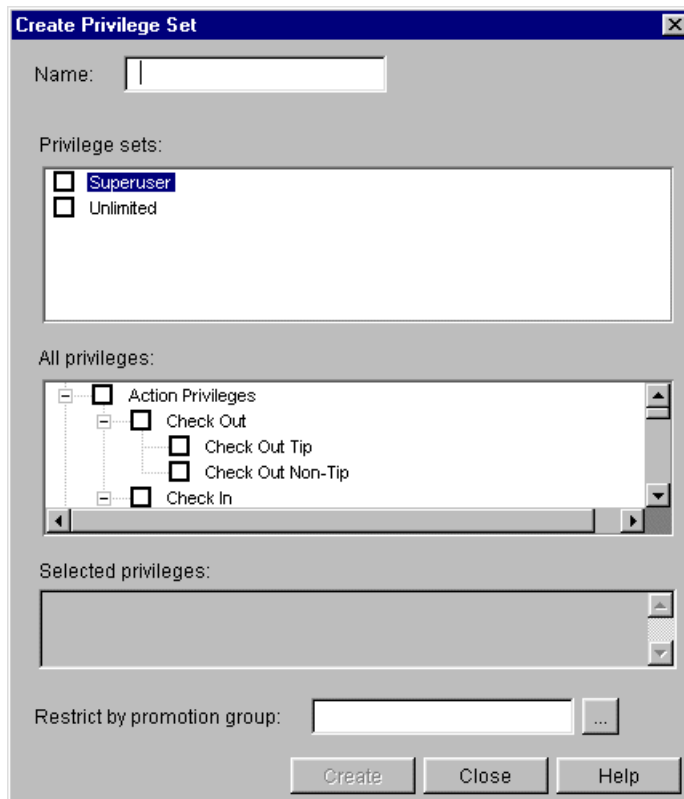 Create Privilege Set
Name:
Privilege sets:
Superuser
Unlimited
All privileges:
Action Privileges
Check Out
Check Out Tip
Check Out Non-Tip
Check In
Selected privileges:
Restrict by promotion group:
...
Create
Close
Help